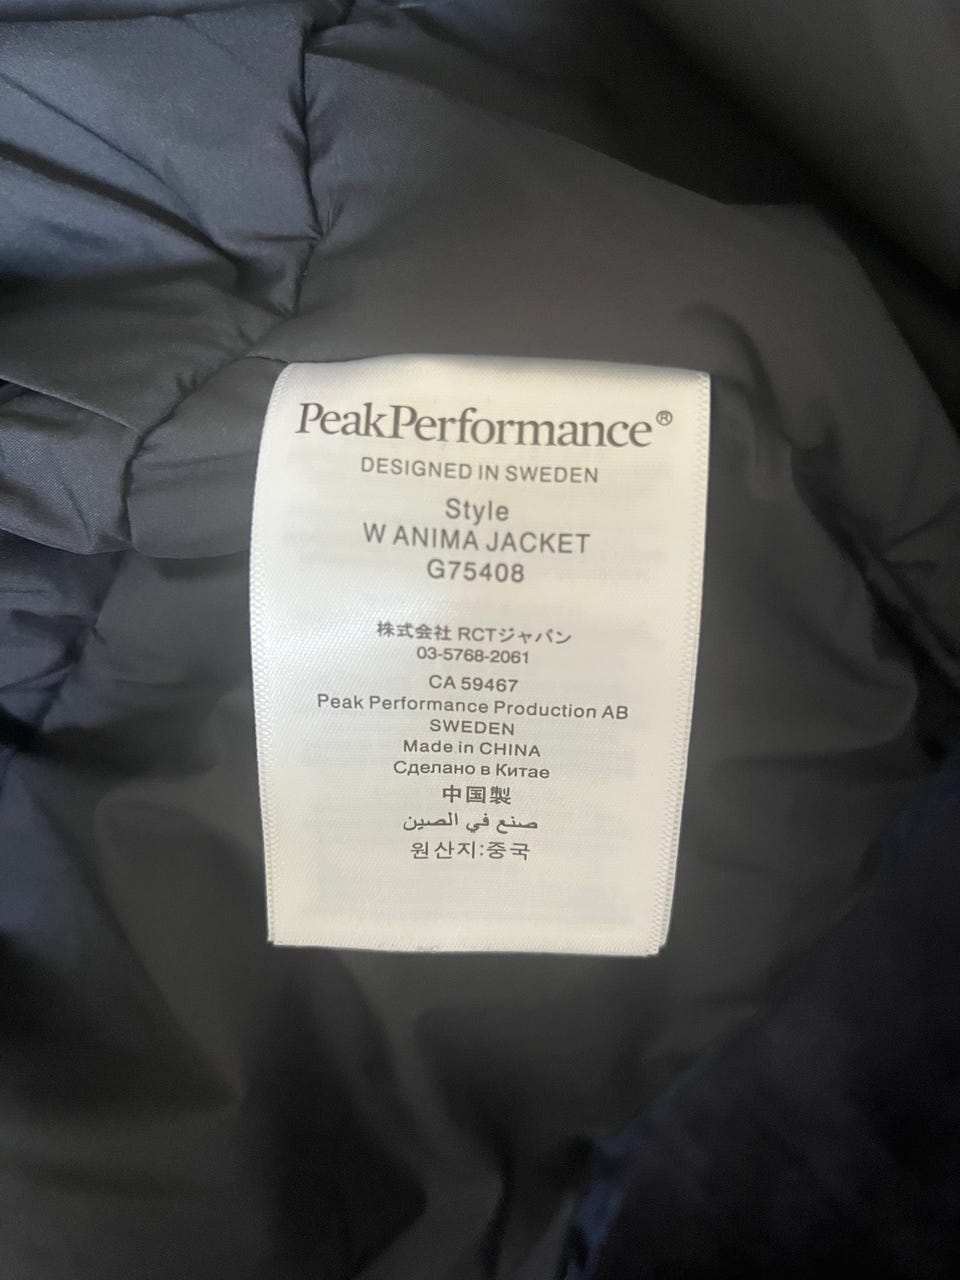 PeakPerformance®
DESIGNED IN SWEDEN
Style
W ANIMA JACKET
G75408
株式会社 RCTジャパン
03-5768-2061
CA 59467
Peak Performance Production AB
SWEDEN
Made in CHINA
Сделано в Китае
中国製
صنع في الصين
원산지:중국